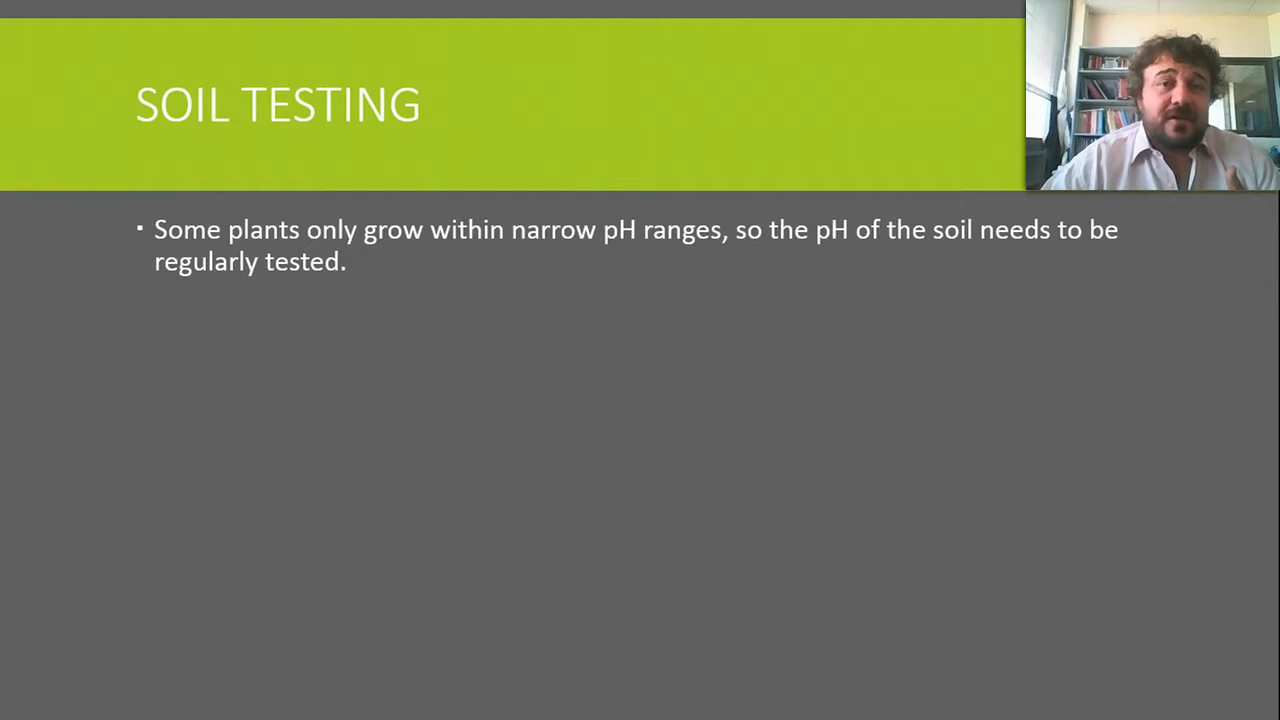 SOIL TESTING
▪ Some plants only grow within narrow pH ranges, so the pH of the soil needs to be
regularly tested.